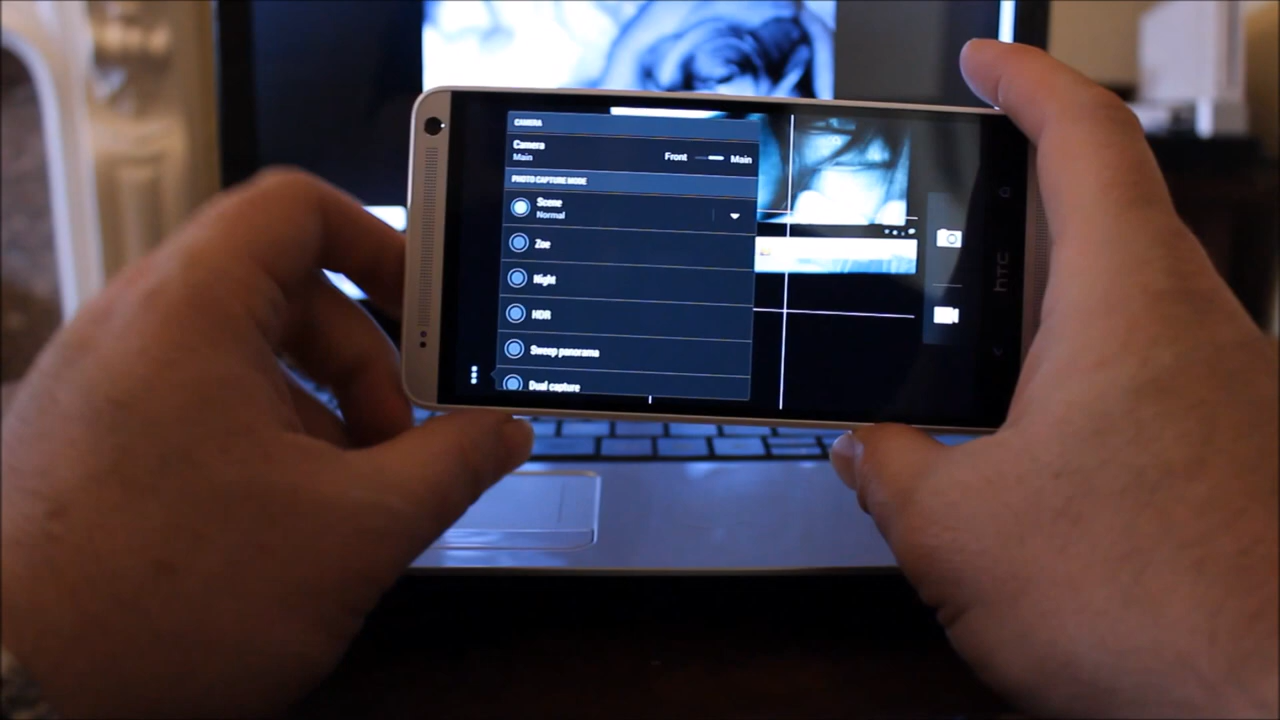 CAMERA
Camera
Main
Front
Main
PHOTO CAPTURE MODE
Scene
Normal
Zoe
Night
HDR
Sweep panorama
Dual capture
hTC